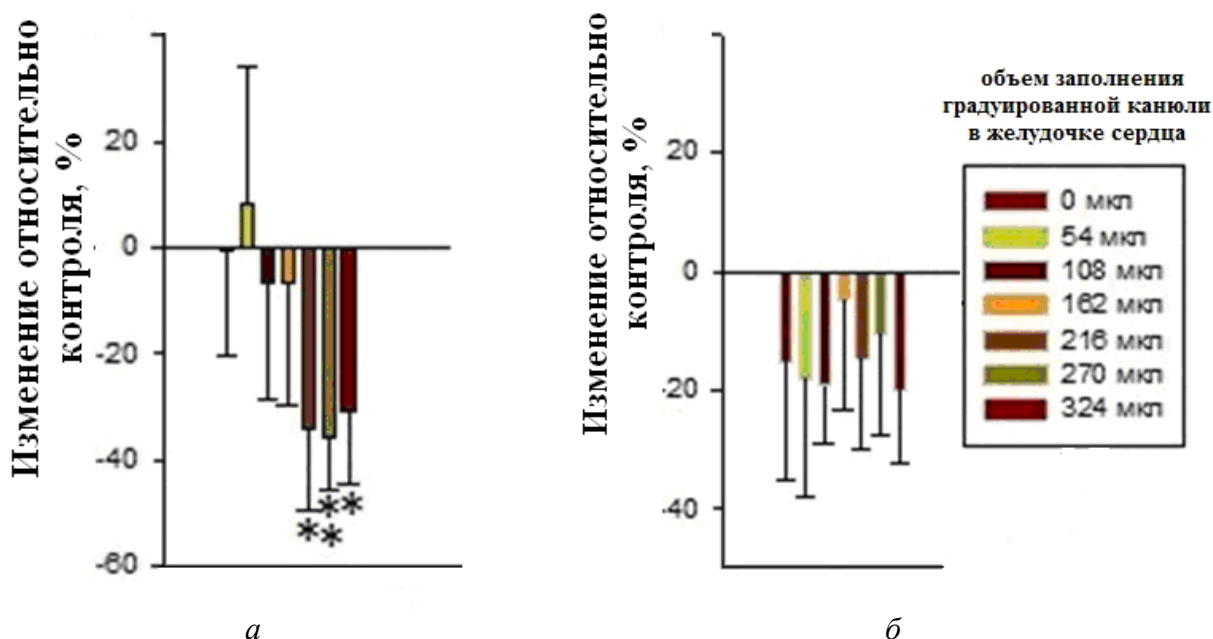 Изменение относительно
контроля, %
20
0
-20
-40
-60
* ** *
а
Изменение относительно
контроля, %
20
0
-20
-40
объем заполнения
градуированной канюли
в желудочке сердца
0 мкл
54 мкл
108 мкл
162 мкл
216 мкл
270 мкл
324 мкл
б